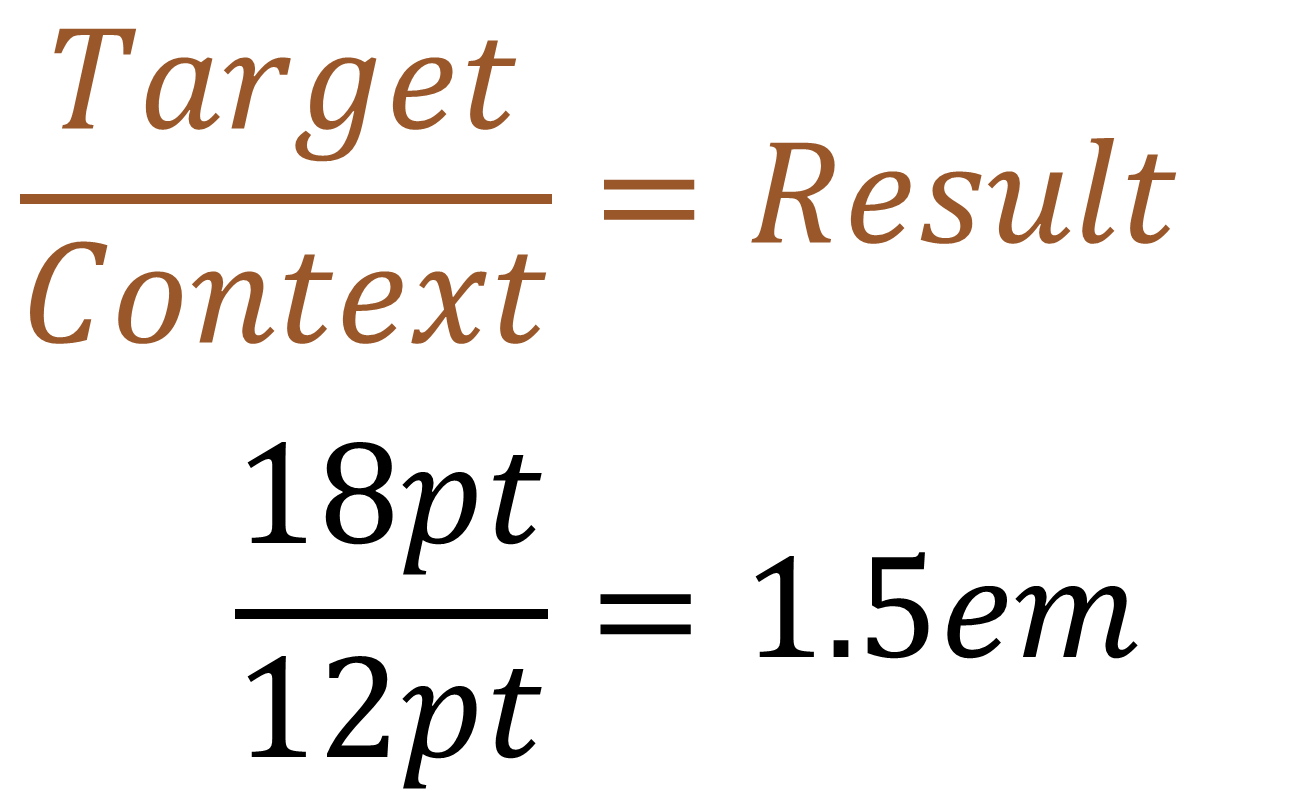 Target
Context
= Result
18pt
12pt
= 1.5em